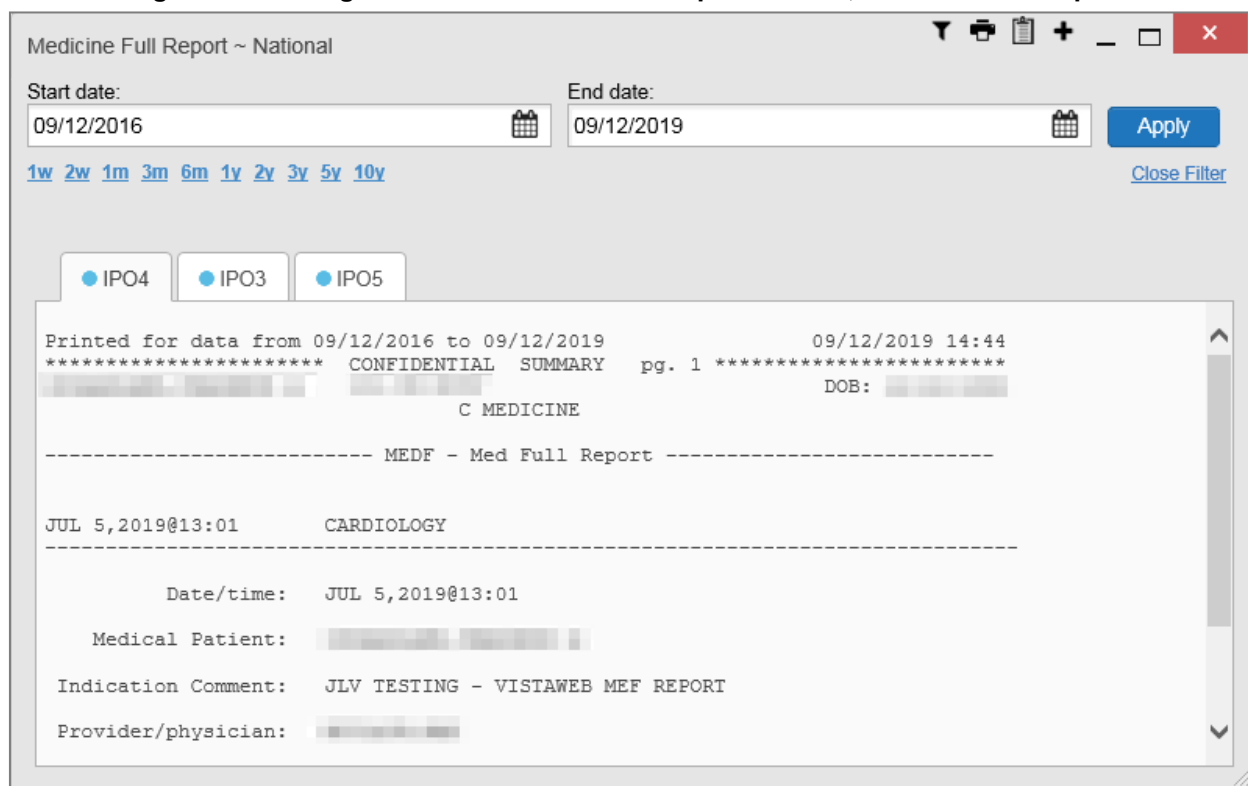 Medicine Full Report ~ National
Start date: End date:
09/12/2016 09/12/2019 Apply
1w 2w 1m 3m 6m 1y 2y 3y 5y 10y Close Filter
IPO4 IPO3 IPO5
Printed for data from 09/12/2016 to 09/12/2019 09/12/2019 14:44
*********************** CONFIDENTIAL SUMMARY pg. 1 ************************
DOB:
C MEDICINE
--------------------------- MEDF - Med Full Report ---------------------------
JUL 5,2019@13:01 CARDIOLOGY
--------------------------------------------------------------------------------
Date/time: JUL 5,2019@13:01
Medical Patient:
Indication Comment: JLV TESTING - VISTAWEB MEF REPORT
Provider/physician: